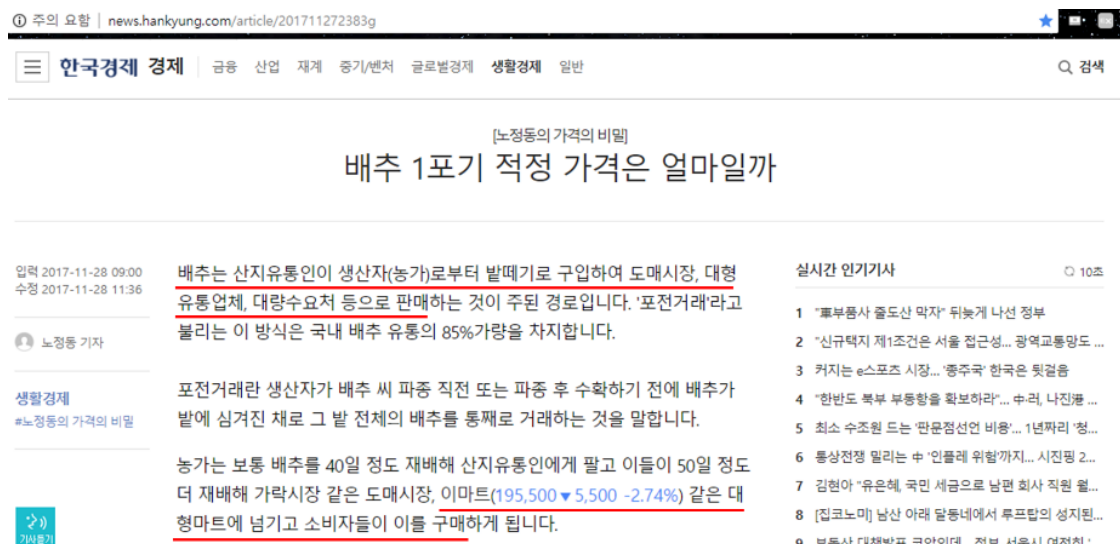 주의 요함 | news.hankyung.com/article/201711272383g
한국경제 경제 금융 산업 재계 중기/벤처 글로벌경제 생활경제 일반 검색
[노정동의 가격의 비밀]
배추 1포기 적정 가격은 얼마일까
입력 2017-11-28 09:00
수정 2017-11-28 11:36
노정동 기자
생활경제
#노정동의 가격의 비밀
기사듣기
배추는 산지유통인이 생산자(농가)로부터 밭떼기로 구입하여 도매시장, 대형
유통업체, 대량수요처 등으로 판매하는 것이 주된 경로입니다. '포전거래'라고
불리는 이 방식은 국내 배추 유통의 85%가량을 차지합니다.
포전거래란 생산자가 배추 씨 파종 직전 또는 파종 후 수확하기 전에 배추가
밭에 심겨진 채로 그 밭 전체의 배추를 통째로 거래하는 것을 말합니다.
농가는 보통 배추를 40일 정도 재배해 산지유통인에게 팔고 이들이 50일 정도
더 재배해 가락시장 같은 도매시장, 이마트(195,500▼5,500 -2.74%) 같은 대
형마트에 넘기고 소비자들이 이를 구매하게 됩니다.
실시간 인기기사 10초
1 "車부품사 줄도산 막자" 뒤늦게 나선 정부
2 "신규택지 제1조건은 서울 접근성... 광역교통망도 ...
3 커지는 e스포츠 시장... '종주국' 한국은 뒷걸음
4 "한반도 북부 부동항을 확보하라"... 中·러, 나진港 ...
5 최소 수조원 드는 '판문점선언 비용'... 1년짜리 '청...
6 통상전쟁 밀리는 中 '인플레 위험'까지... 시진핑 2...
7 김현아 "유은혜, 국민 세금으로 남편 회사 직원 월...
8 [집코노미] 남산 아래 달동네에서 루프탑의 성지된...
9